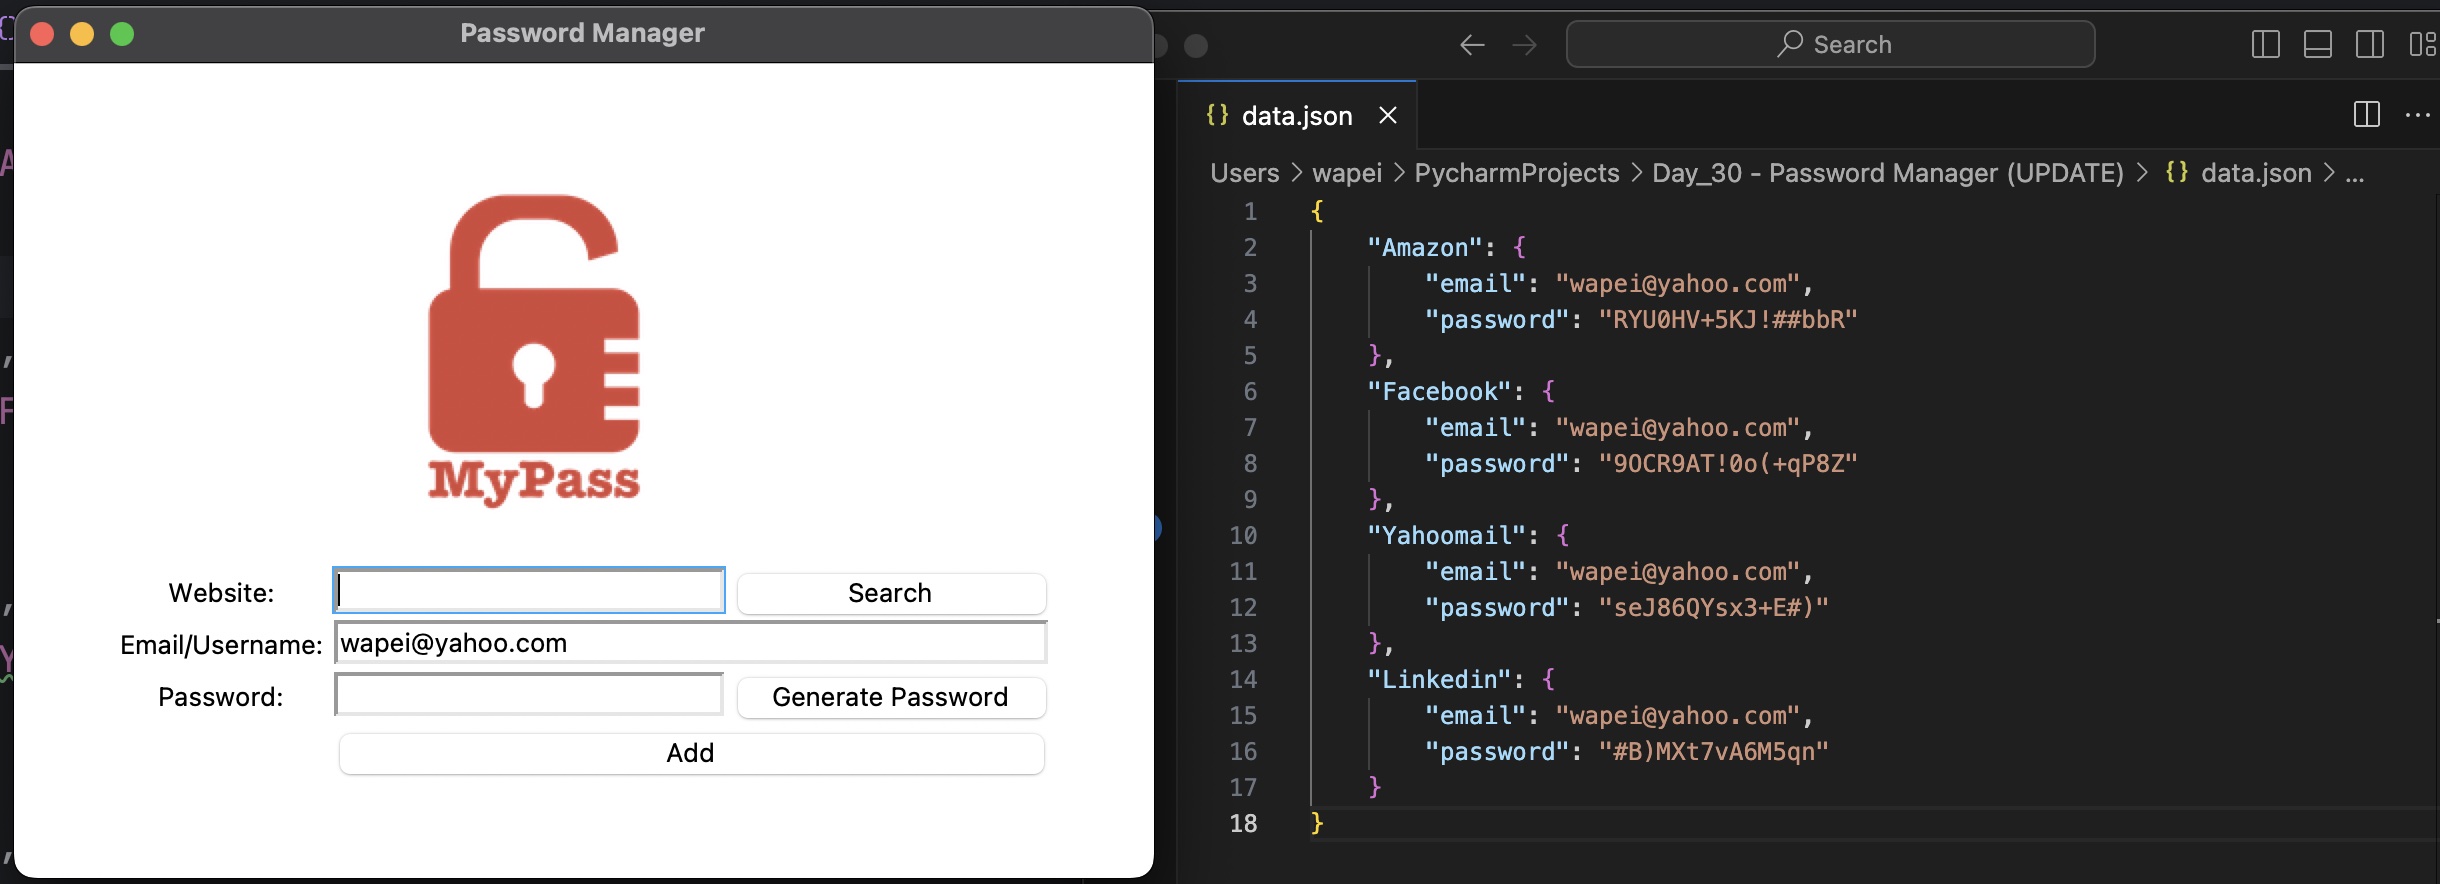 Password Manager
MyPass
Website:
Search
Email/Username:
wapei@yahoo.com
Password:
Generate Password
Add
Search
{} data.json
Users > wapei > PycharmProjects > Day_30 - Password Manager (UPDATE) > {} data.json > ...
1 {
2 "Amazon": {
3 "email": "wapei@yahoo.com",
4 "password": "RYU0HV+5KJ!##bbR"
5 },
6 "Facebook": {
7 "email": "wapei@yahoo.com",
8 "password": "9OCR9AT!0o(+qP8Z"
9 },
10 "Yahoomail": {
11 "email": "wapei@yahoo.com",
12 "password": "seJ86QYsx3+E#)"
13 },
14 "Linkedin": {
15 "email": "wapei@yahoo.com",
16 "password": "#B)MXt7vA6M5qn"
17 }
18 }